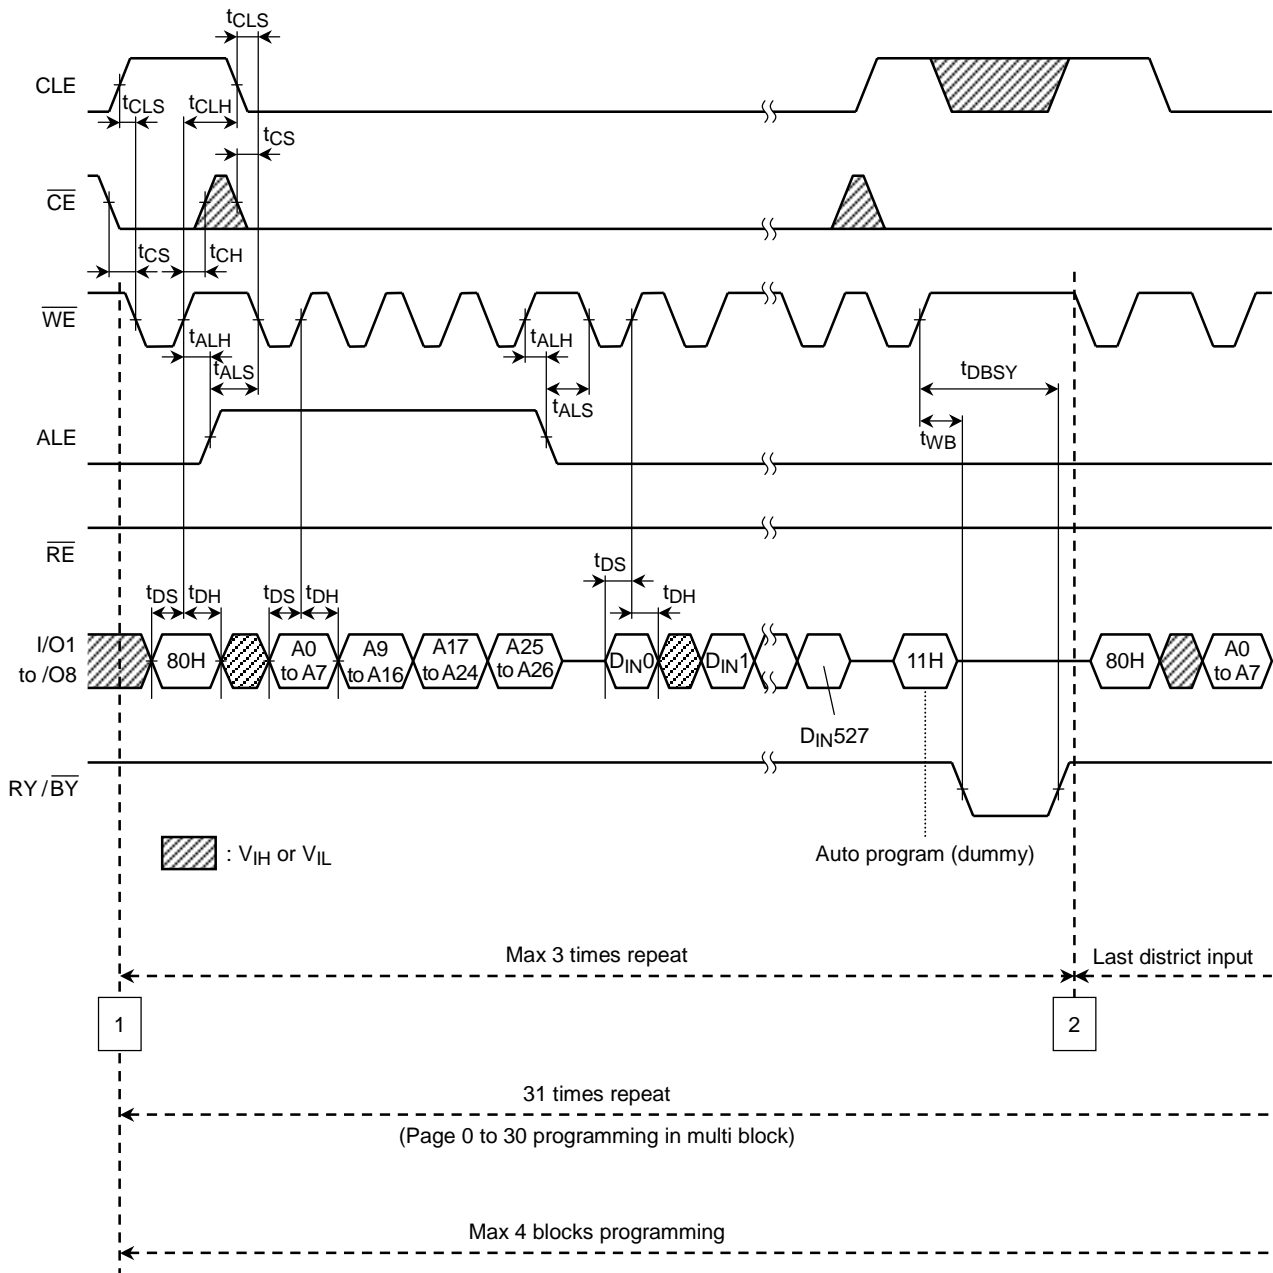 tCLS
CLE
tCLS
tCLH
tCS
CE
tCS
tCH
WE
tALH
tALS
tALH
tALS
tDBSY
tWB
ALE
RE
tDS
tDH
tDS
tDH
tDS
tDH
I/O1
to /O8
80H
A0
to A7
A9
to A16
A17
to A24
A25
to A26
DIN0
DIN1
11H
80H
A0
to A7
DIN527
RY / BY
: VIH or VIL
Auto program (dummy)
Max 3 times repeat
Last district input
1
2
31 times repeat
(Page 0 to 30 programming in multi block)
Max 4 blocks programming